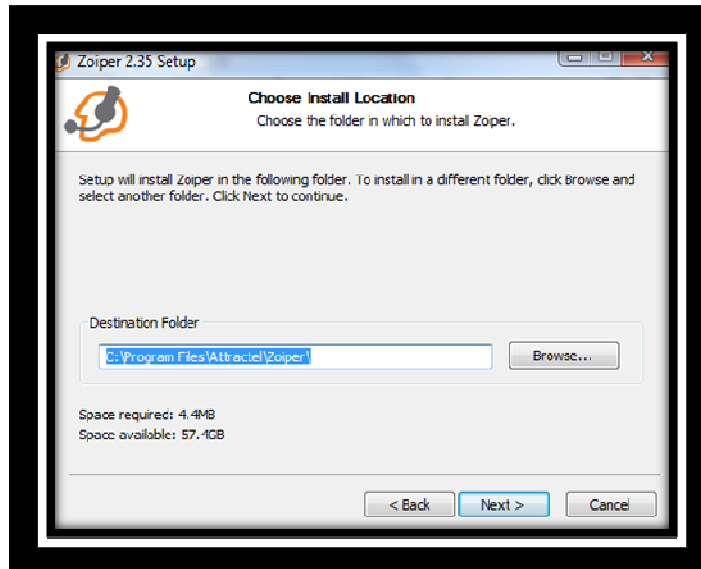 Zoiper 2.35 Setup
Choose Install Location
Choose the folder in which to install Zoiper.
Setup will install Zoiper in the following folder. To install in a different folder, click Browse and
select another folder. Click Next to continue.
Destination Folder
C:\Program Files\Attractel\Zoiper\
Browse...
Space required: 4.4MB
Space available: 57.4GB
< Back
Next >
Cancel